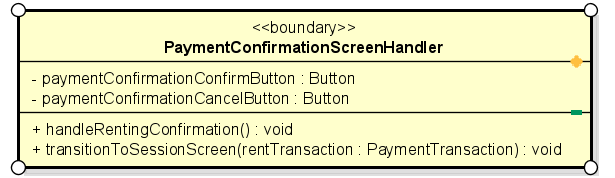 <<boundary>>
PaymentConfirmationScreenHandler
- paymentConfirmationConfirmButton : Button
- paymentConfirmationCancelButton : Button
+ handleRentingConfirmation() : void
+ transitionToSessionScreen(rentTransaction : PaymentTransaction) : void